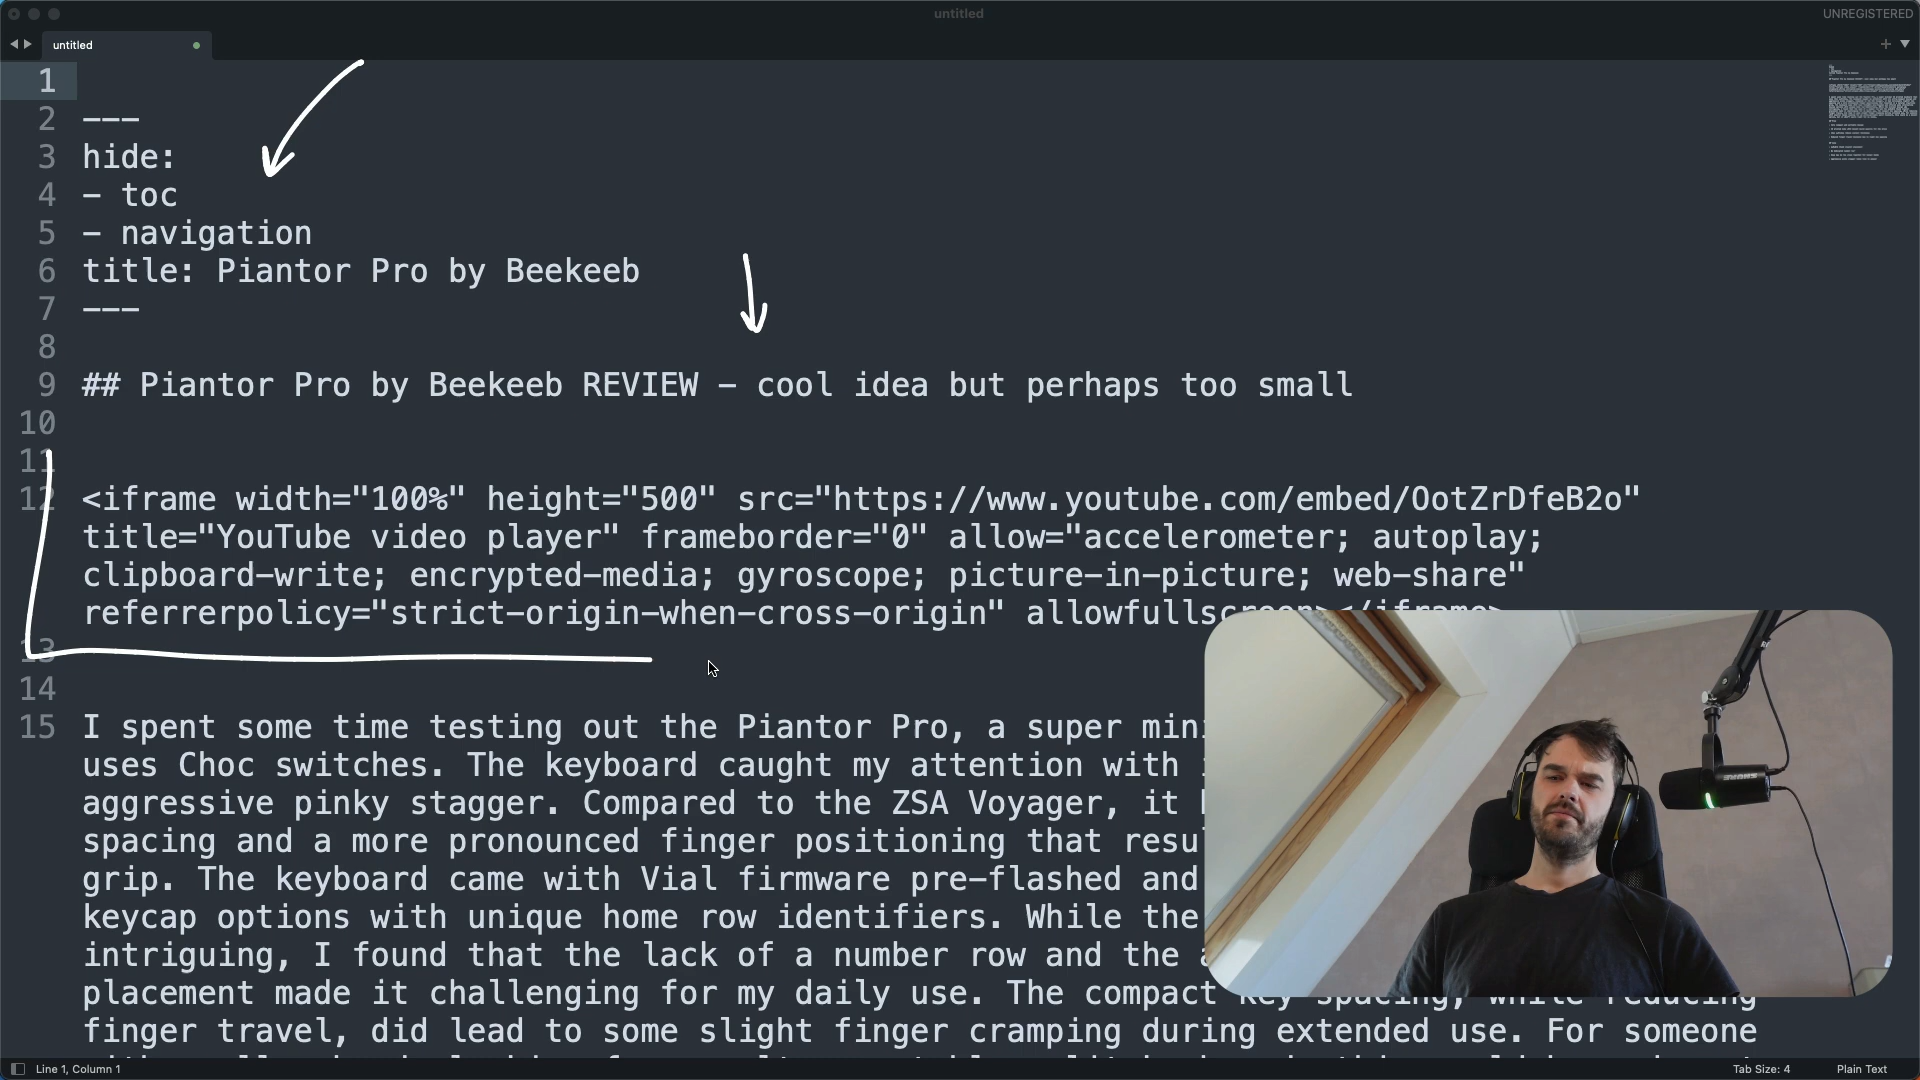 untitled
UNREGISTERED
untitled
1
2 ---
3 hide:
4 - toc
5 - navigation
6 title: Piantor Pro by Beekeeb
7 ---
8
9 ## Piantor Pro by Beekeeb REVIEW - cool idea but perhaps too small
10
11
12 <iframe width="100%" height="500" src="https://www.youtube.com/embed/OotZrDfeB2o"
title="YouTube video player" frameborder="0" allow="accelerometer; autoplay;
clipboard-write; encrypted-media; gyroscope; picture-in-picture; web-share"
referrerpolicy="strict-origin-when-cross-origin" allowfullscreen></iframe>
13
14
15 I spent some time testing out the Piantor Pro, a super
uses Choc switches. The keyboard caught my attention with
aggressive pinky stagger. Compared to the ZSA Voyager, it
spacing and a more pronounced finger positioning that
grip. The keyboard came with Vial firmware pre-flashed and
keycap options with unique home row identifiers. While the
intriguing, I found that the lack of a number row and the
placement made it challenging for my daily use. The compact key spacing, while reducing
finger travel, did lead to some slight finger cramping during extended use. For someone
SHURE
Line 1, Column 1
Tab Size: 4
Plain Text